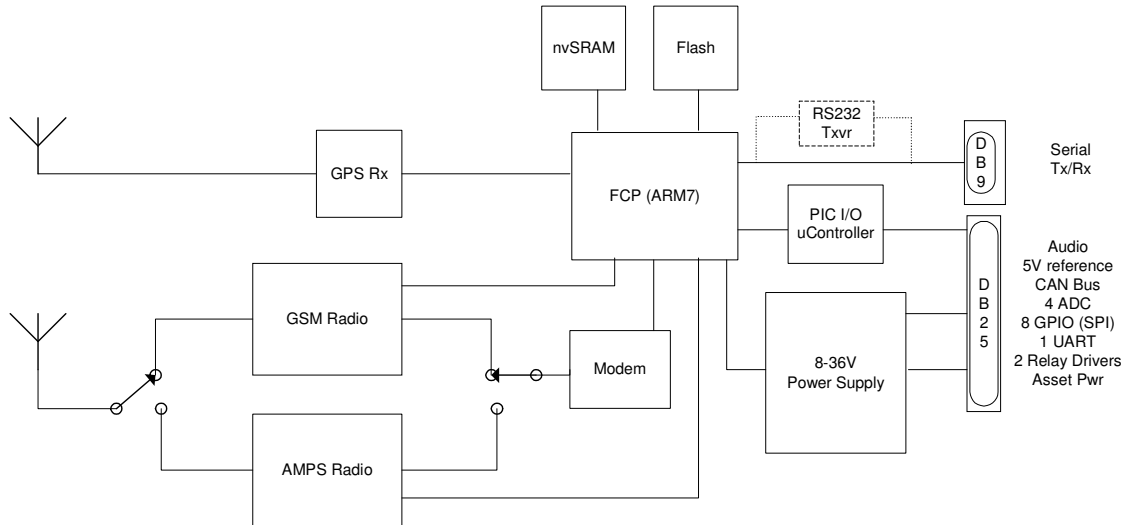 nvSRAM
Flash
RS232
Txvr
D
B
9
Serial
Tx/Rx
GPS Rx
FCP (ARM7)
PIC I/O
uController
Audio
5V reference
CAN Bus
4 ADC
8 GPIO (SPI)
1 UART
2 Relay Drivers
Asset Pwr
D
B
2
5
GSM Radio
Modem
8-36V
Power Supply
AMPS Radio